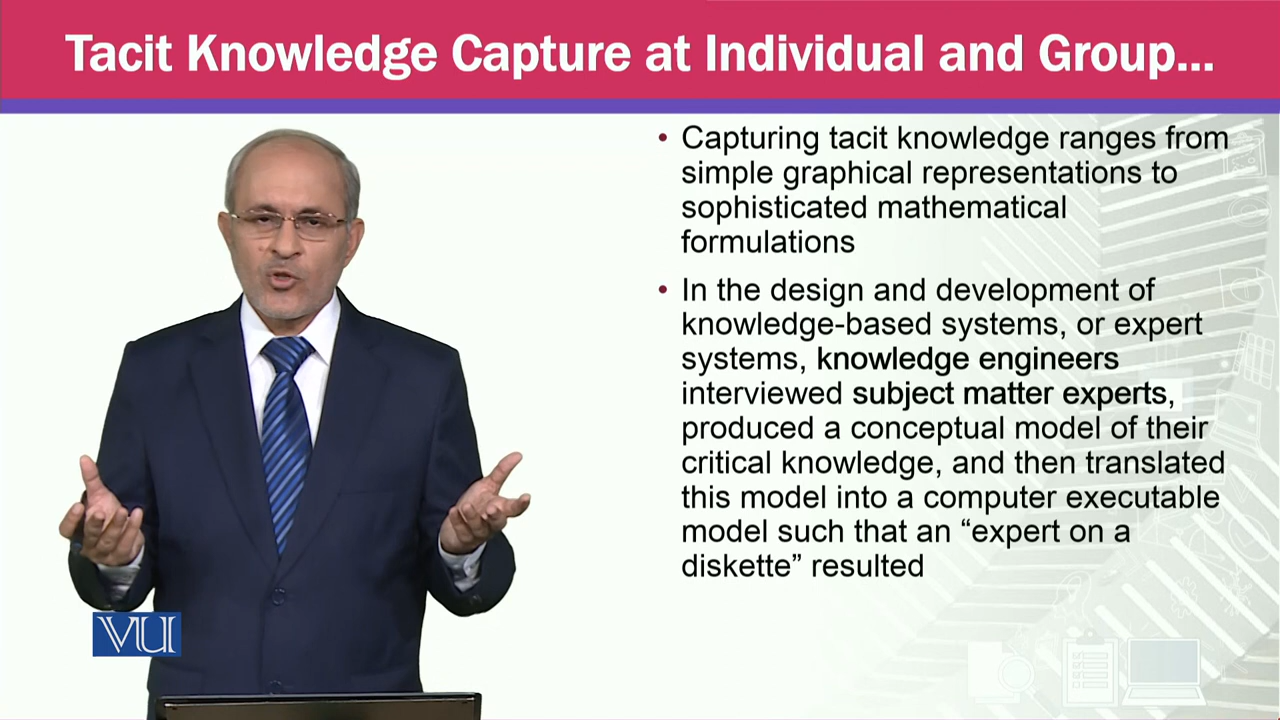 Tacit Knowledge Capture at Individual and Group...
• Capturing tacit knowledge ranges from
simple graphical representations to
sophisticated mathematical
formulations
• In the design and development of
knowledge-based systems, or expert
systems, knowledge engineers
interviewed subject matter experts,
produced a conceptual model of their
critical knowledge, and then translated
this model into a computer executable
model such that an “expert on a
diskette” resulted
VU